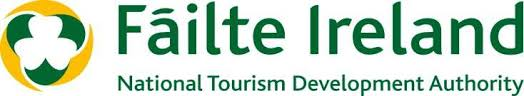 Fáilte Ireland
National Tourism Development Authority